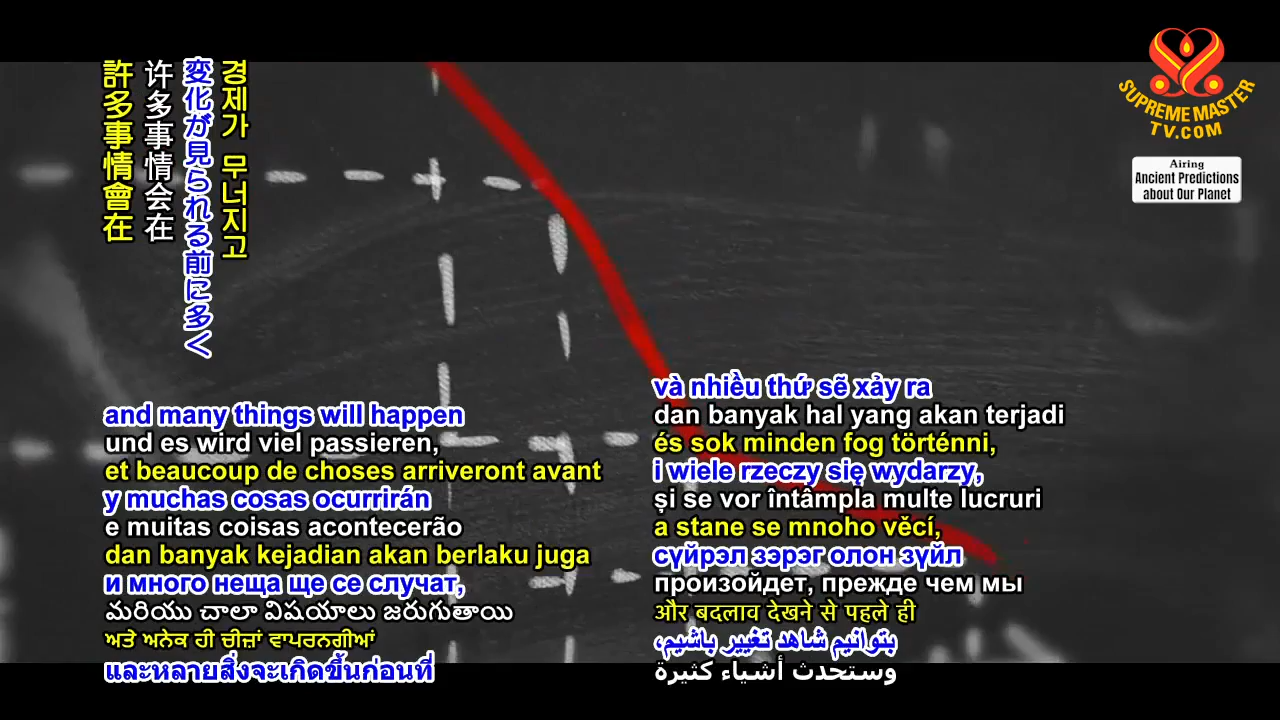 許多事情會在
许多事情会在
変化が見られる前に多く
경제가 무너지고
SUPREME MASTER
TV.COM
Airing
Ancient Predictions
about Our Planet
and many things will happen
und es wird viel passieren,
et beaucoup de choses arriveront avant
y muchas cosas ocurrirán
e muitas coisas acontecerão
dan banyak kejadian akan berlaku juga
и много неща ще се случат,
మరియు చాలా విషయాలు జరుగుతాయి
ਅਤੇ ਅਨੇਕ ਹੀ ਚੀਜ਼ਾਂ ਵਾਪਰਨਗੀਆਂ
และหลายสิ่งจะเกิดขึ้นก่อนที่
và nhiều thứ sẽ xảy ra
dan banyak hal yang akan terjadi
és sok minden fog történni,
i wiele rzeczy się wydarzy,
și se vor întâmpla multe lucruri
a stane se mnoho věcí,
сүйрэл зэрэг олон зүйл
произойдет, прежде чем мы
और बदलाव देखने से पहले ही
بتوانیم شاهد تغییر باشیم،
وستحدث أشياء كثيرة